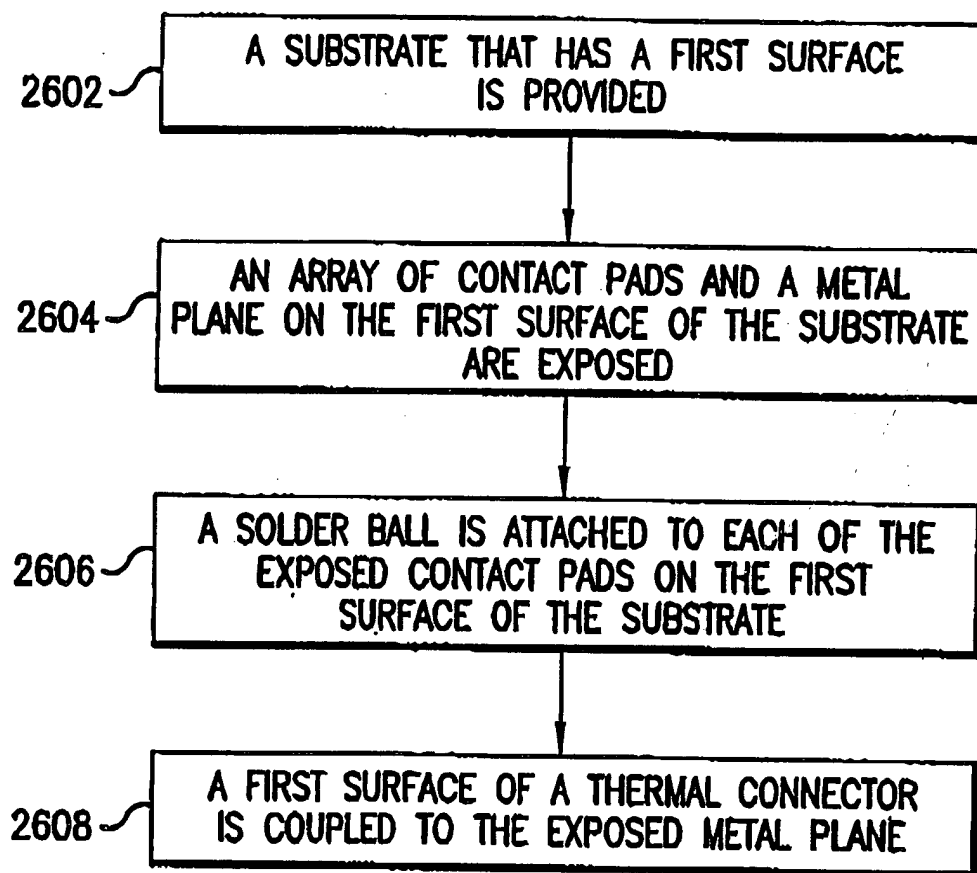 2602
A SUBSTRATE THAT HAS A FIRST SURFACE
IS PROVIDED
2604
AN ARRAY OF CONTACT PADS AND A METAL
PLANE ON THE FIRST SURFACE OF THE SUBSTRATE
ARE EXPOSED
2606
A SOLDER BALL IS ATTACHED TO EACH OF THE
EXPOSED CONTACT PADS ON THE FIRST
SURFACE OF THE SUBSTRATE
2608
A FIRST SURFACE OF A THERMAL CONNECTOR
IS COUPLED TO THE EXPOSED METAL PLANE